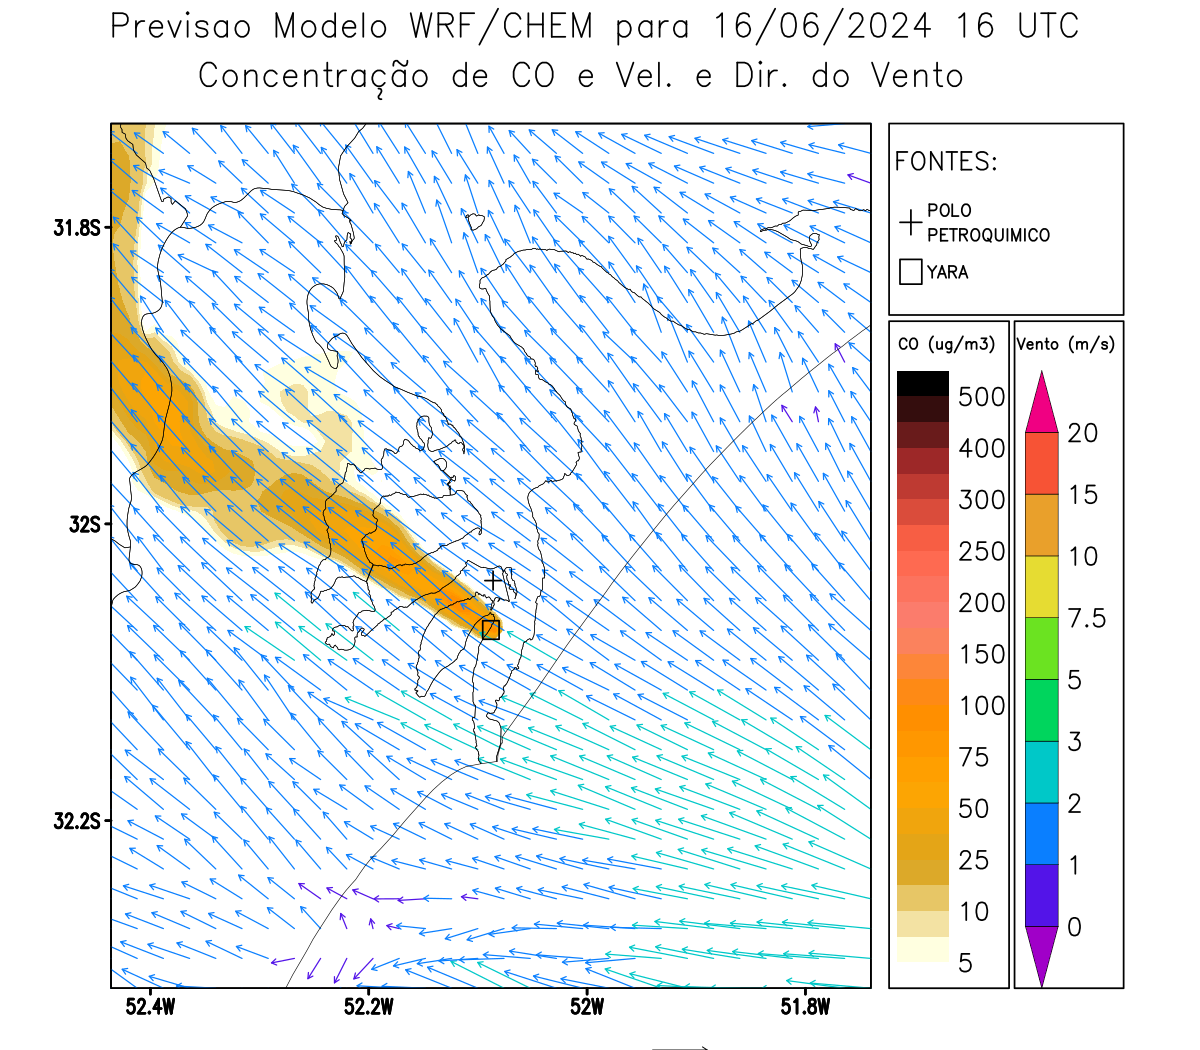 Previsao Modelo WRF/CHEM para 16/06/2024 16 UTC
Concentração de CO e Vel. e Dir. do Vento
FONTES:
POLO
PETROQUIMICO
YARA
CO (ug/m3)
500
400
300
250
200
150
100
75
50
25
10
5
Vento (m/s)
20
15
10
7.5
5
3
2
1
0
31.8S
32S
32.2S
52.4W
52.2W
52W
51.8W